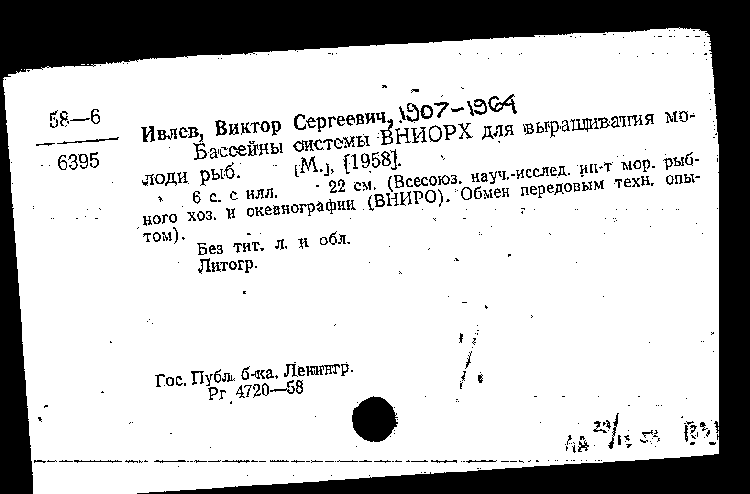 58—6
6395
Ивлев, Виктор Сергеевич, 1907-1964
Бассейны системы ВНИОРХ для выращивания мо-
лоди рыб. [М.], [1958].
6 с. с илл. 22 см. (Всесоюз. науч.-исслед. ин-т мор. рыб-
ного хоз. и океанографии (ВНИРО). Обмен передовым техн. опы-
том).
Без тит. л. и обл.
Литогр.
Гос. Публ. б-ка. Ленингр.
Рг 4720—58